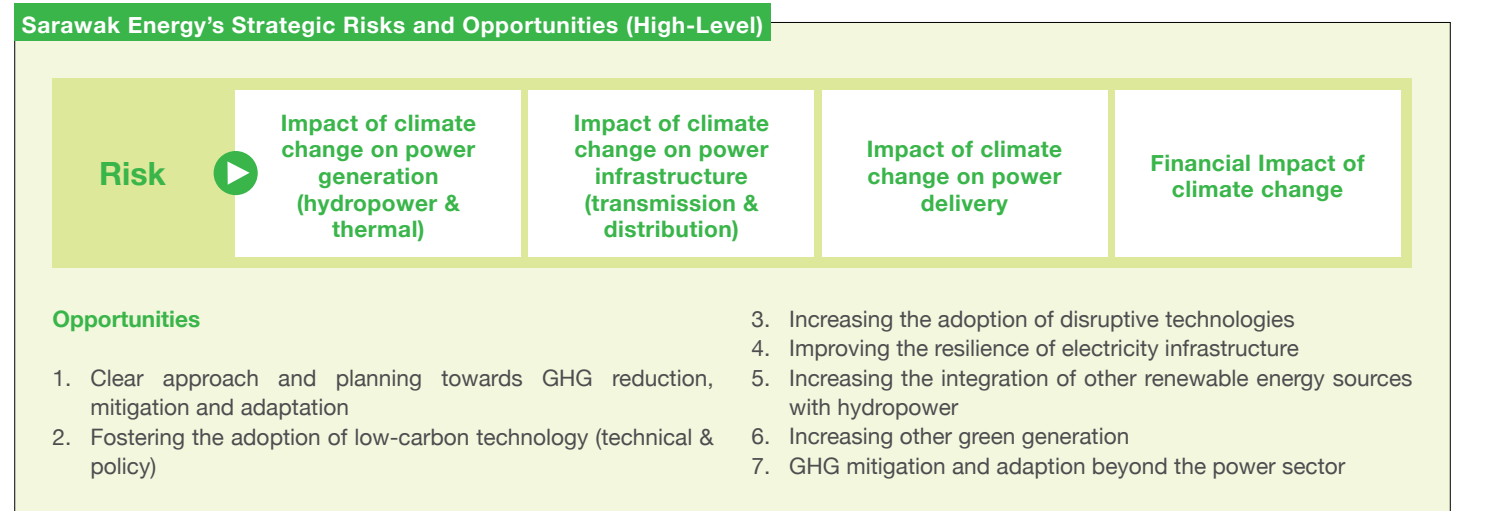 Sarawak Energy's Strategic Risks and Opportunities (High-Level)
Risk
Impact of climate
change on power
generation
(hydropower &
thermal)
Impact of climate
change on power
infrastructure
(transmission &
distribution)
Impact of climate
change on power
delivery
Financial Impact of
climate change
Opportunities
1. Clear approach and planning towards GHG reduction,
mitigation and adaptation
2. Fostering the adoption of low-carbon technology (technical &
policy)
3. Increasing the adoption of disruptive technologies
4. Improving the resilience of electricity infrastructure
5. Increasing the integration of other renewable energy sources
with hydropower
6. Increasing other green generation
7. GHG mitigation and adaption beyond the power sector